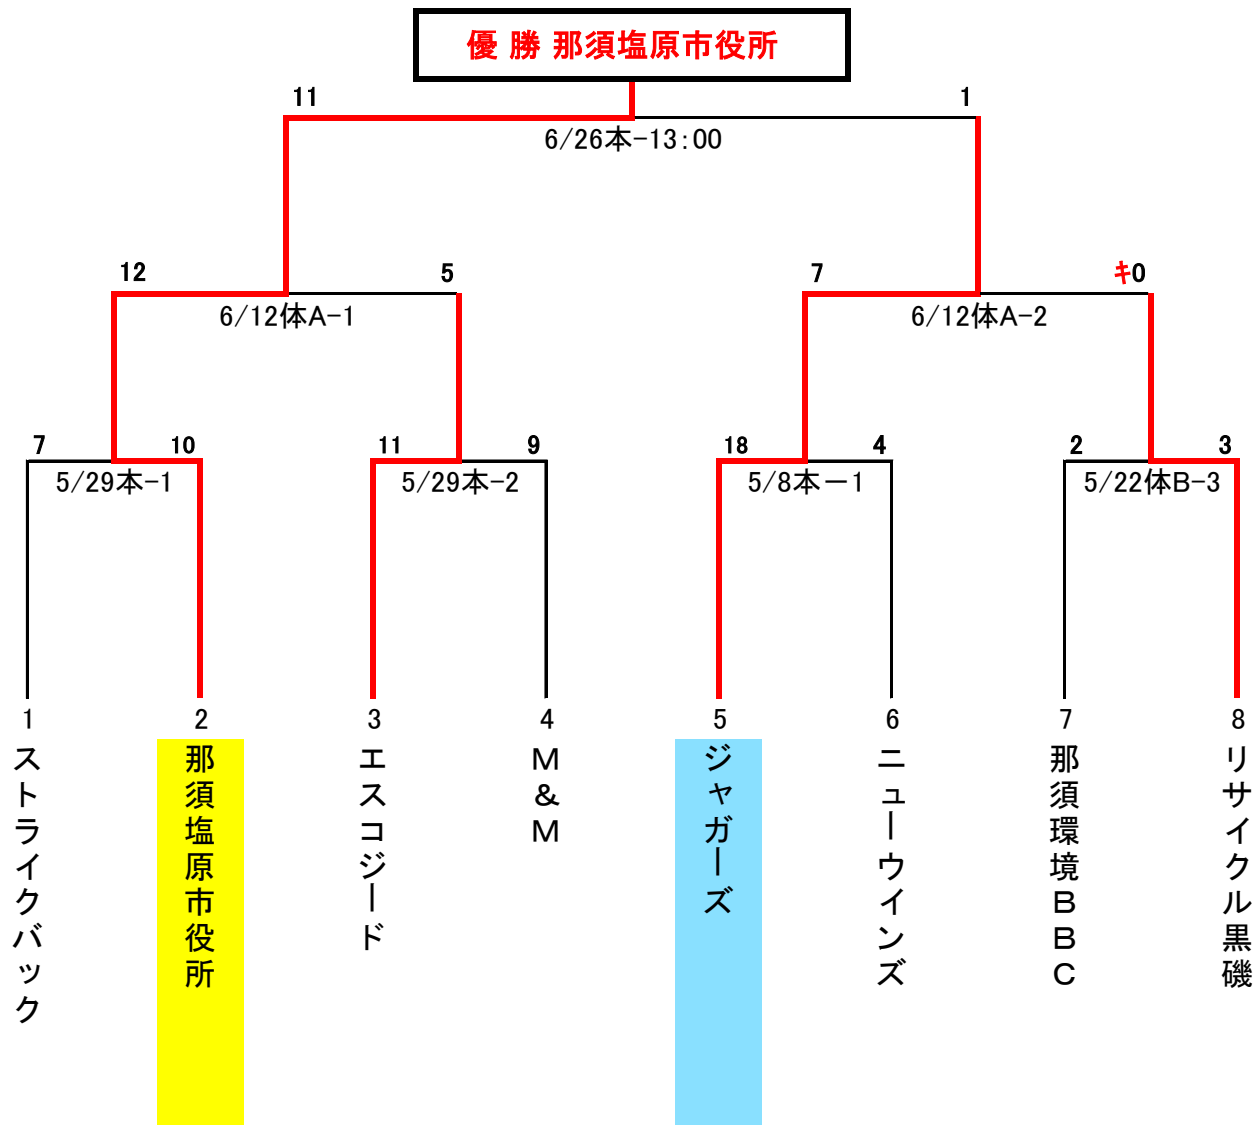 優 勝 那須塩原市役所
11
1
6/26本-13:00
12
5
7
キ0
6/12体A-1
6/12体A-2
7
10
11
9
18
4
2
3
5/29本-1
5/29本-2
5/8本ー1
5/22体B-3
1
2
3
4
5
6
7
8
ストライクバック
那須塩原市役所
エスコジード
M&M
ジャガーズ
ニューウインズ
那須環境BBC
リサイクル黒磯